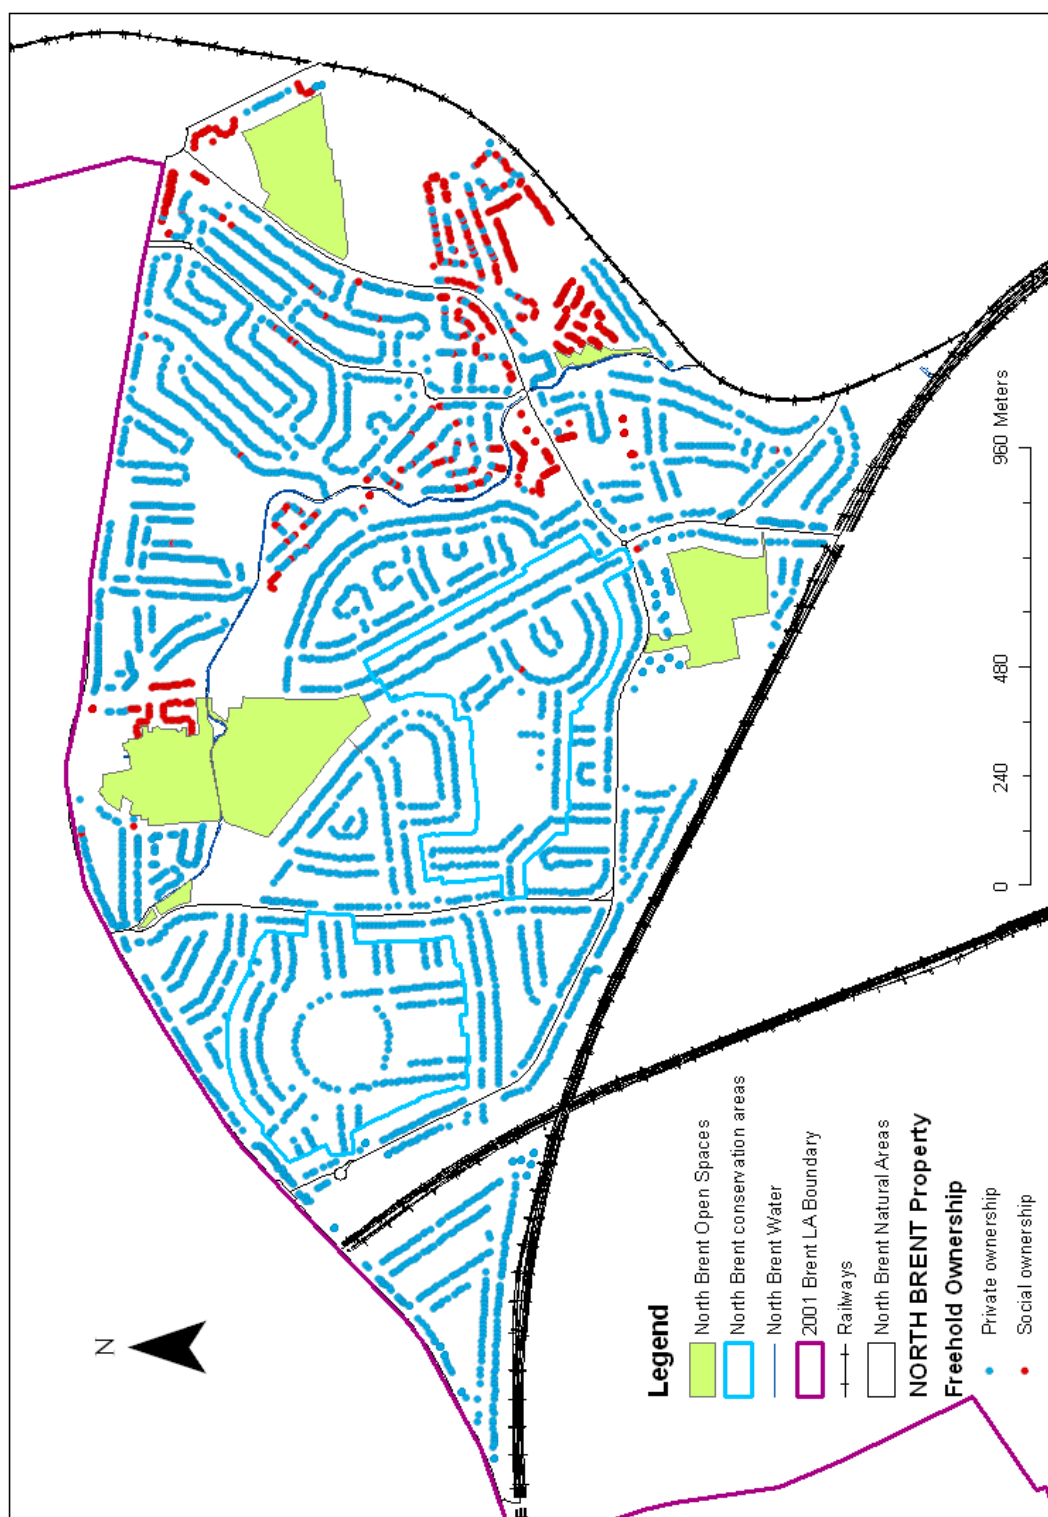 N
Legend
North Brent Open Spaces
North Brent conservation areas
North Brent Water
2001 Brent LA Boundary
Railways
North Brent Natural Areas
NORTH BRENT Property
Freehold Ownership
Private ownership
Social ownership
0 240 480 960 Meters